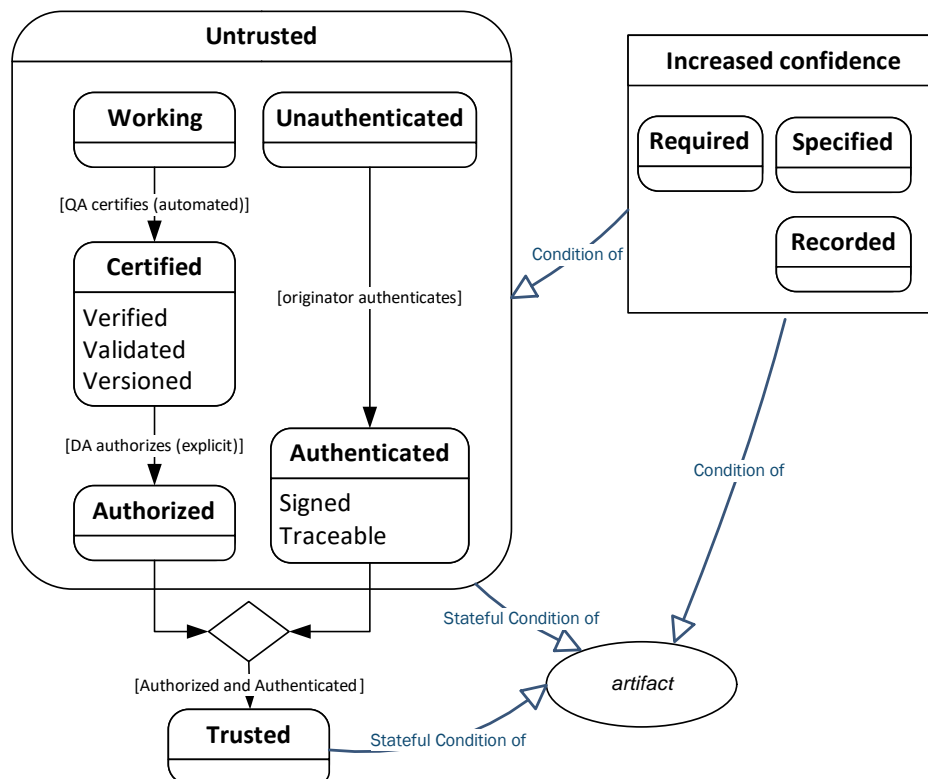 Untrusted
Increased confidence
Working
Unauthenticated
Required
Specified
[QA certifies (automated)]
Recorded
Certified
Condition of
Verified
Validated
Versioned
[originator authenticates]
[DA authorizes (explicit)]
Authenticated
Condition of
Signed
Traceable
Authorized
Stateful Condition of
[Authorized and Authenticated]
artifact
Trusted
Stateful Condition of